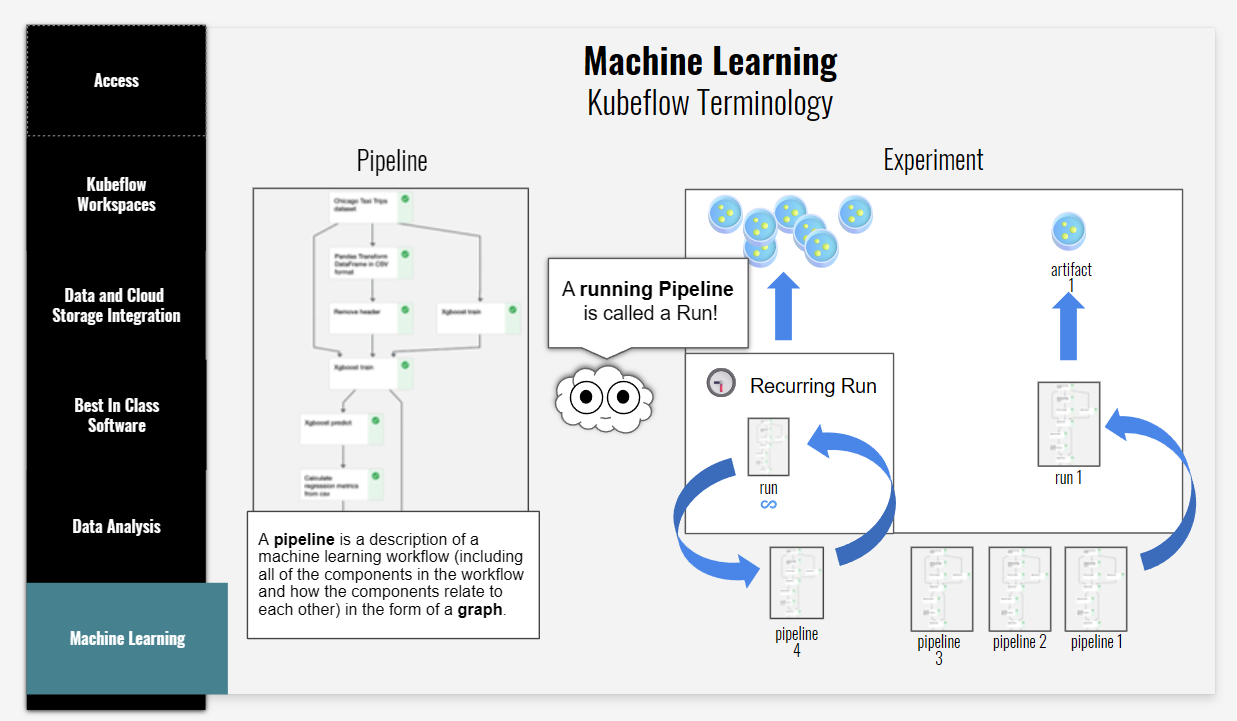 Access
Kubeflow
Workspaces
Data and Cloud
Storage Integration
Best In Class
Software
Data Analysis
Machine Learning
Machine Learning
Kubeflow Terminology
Pipeline
Chicago Taxi Trips
dataset
Pandas Transform
DataFrame in CSV
format
Remove header
Xgboost train
Xgboost train
Xgboost predict
Calculate
regression metrics
from csv
A pipeline is a description of a
machine learning workflow (including
all of the components in the workflow
and how the components relate to
each other) in the form of a graph.
A running Pipeline
is called a Run!
Experiment
artifact
1
Recurring Run
run
∞
run 1
pipeline
4
pipeline
3
pipeline 2
pipeline 1